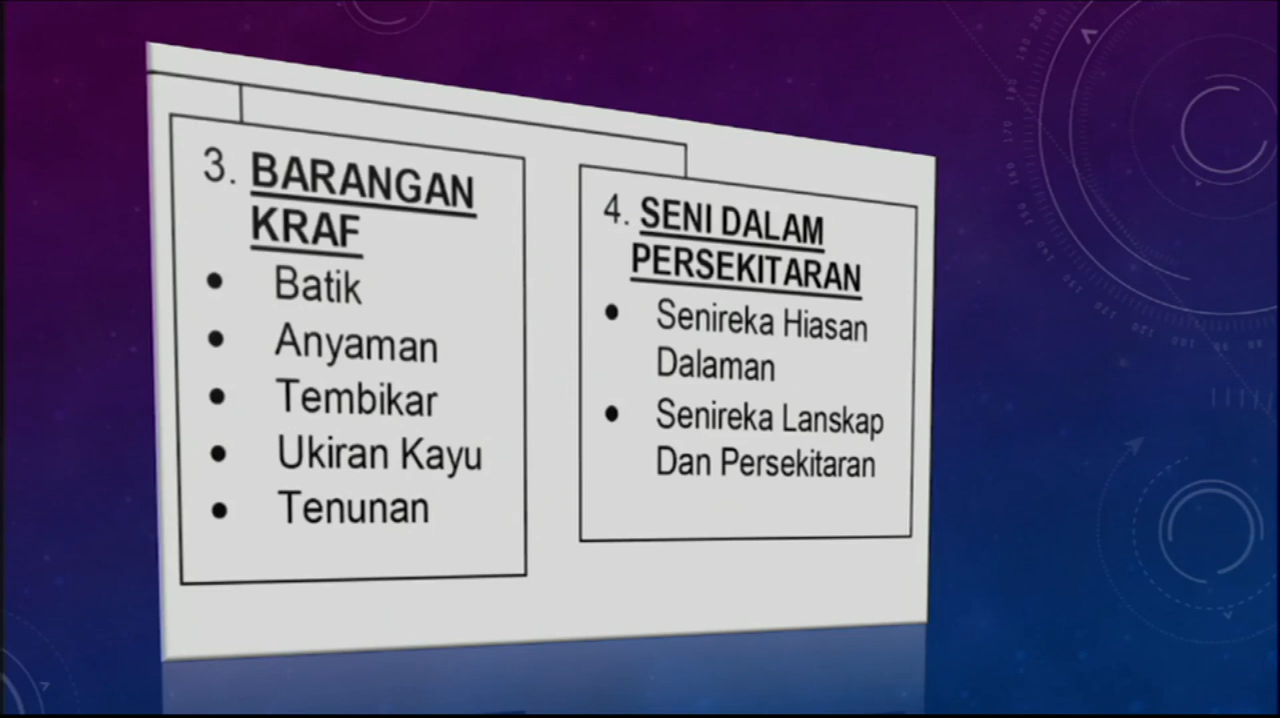 3. BARANGAN
KRAF
• Batik
• Anyaman
• Tembikar
• Ukiran Kayu
• Tenunan
4. SENI DALAM
PERSEKITARAN
• Senireka Hiasan
Dalaman
• Senireka Lanskap
Dan Persekitaran